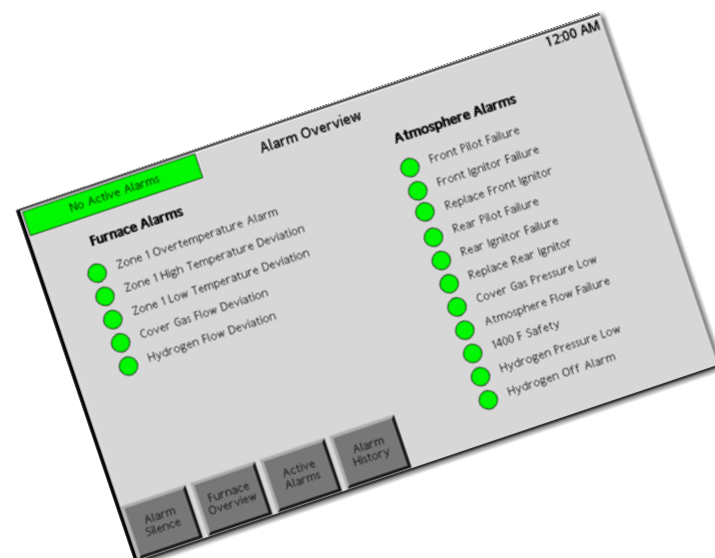 12:00 AM
Alarm Overview
No Active Alarms
Furnace Alarms
Zone 1 Overtemperature Alarm
Zone 1 High Temperature Deviation
Zone 1 Low Temperature Deviation
Cover Gas Flow Deviation
Hydrogen Flow Deviation
Atmosphere Alarms
Front Pilot Failure
Front Ignitor Failure
Replace Front Ignitor
Rear Pilot Failure
Rear Ignitor Failure
Replace Rear Ignitor
Cover Gas Pressure Low
Atmosphere Flow Failure
1400 F Safety
Hydrogen Pressure Low
Hydrogen Off Alarm
Alarm
Silence
Furnace
Overview
Active
Alarms
Alarm
History